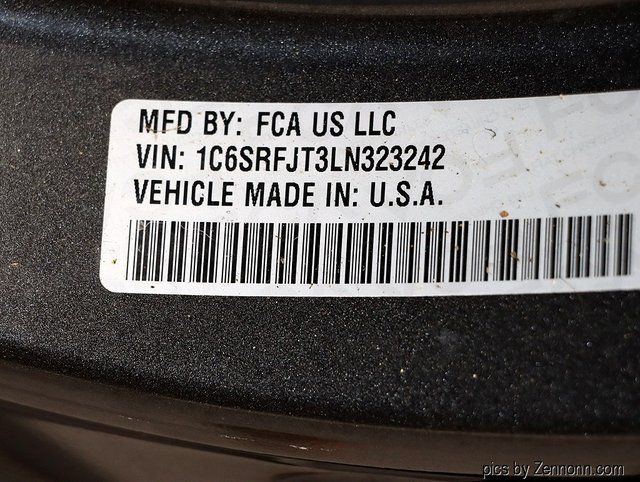 MFD BY: FCA US LLC
VIN: 1C6SRFJT3LN323242
VEHICLE MADE IN: U.S.A.
pics by Zennonn.com